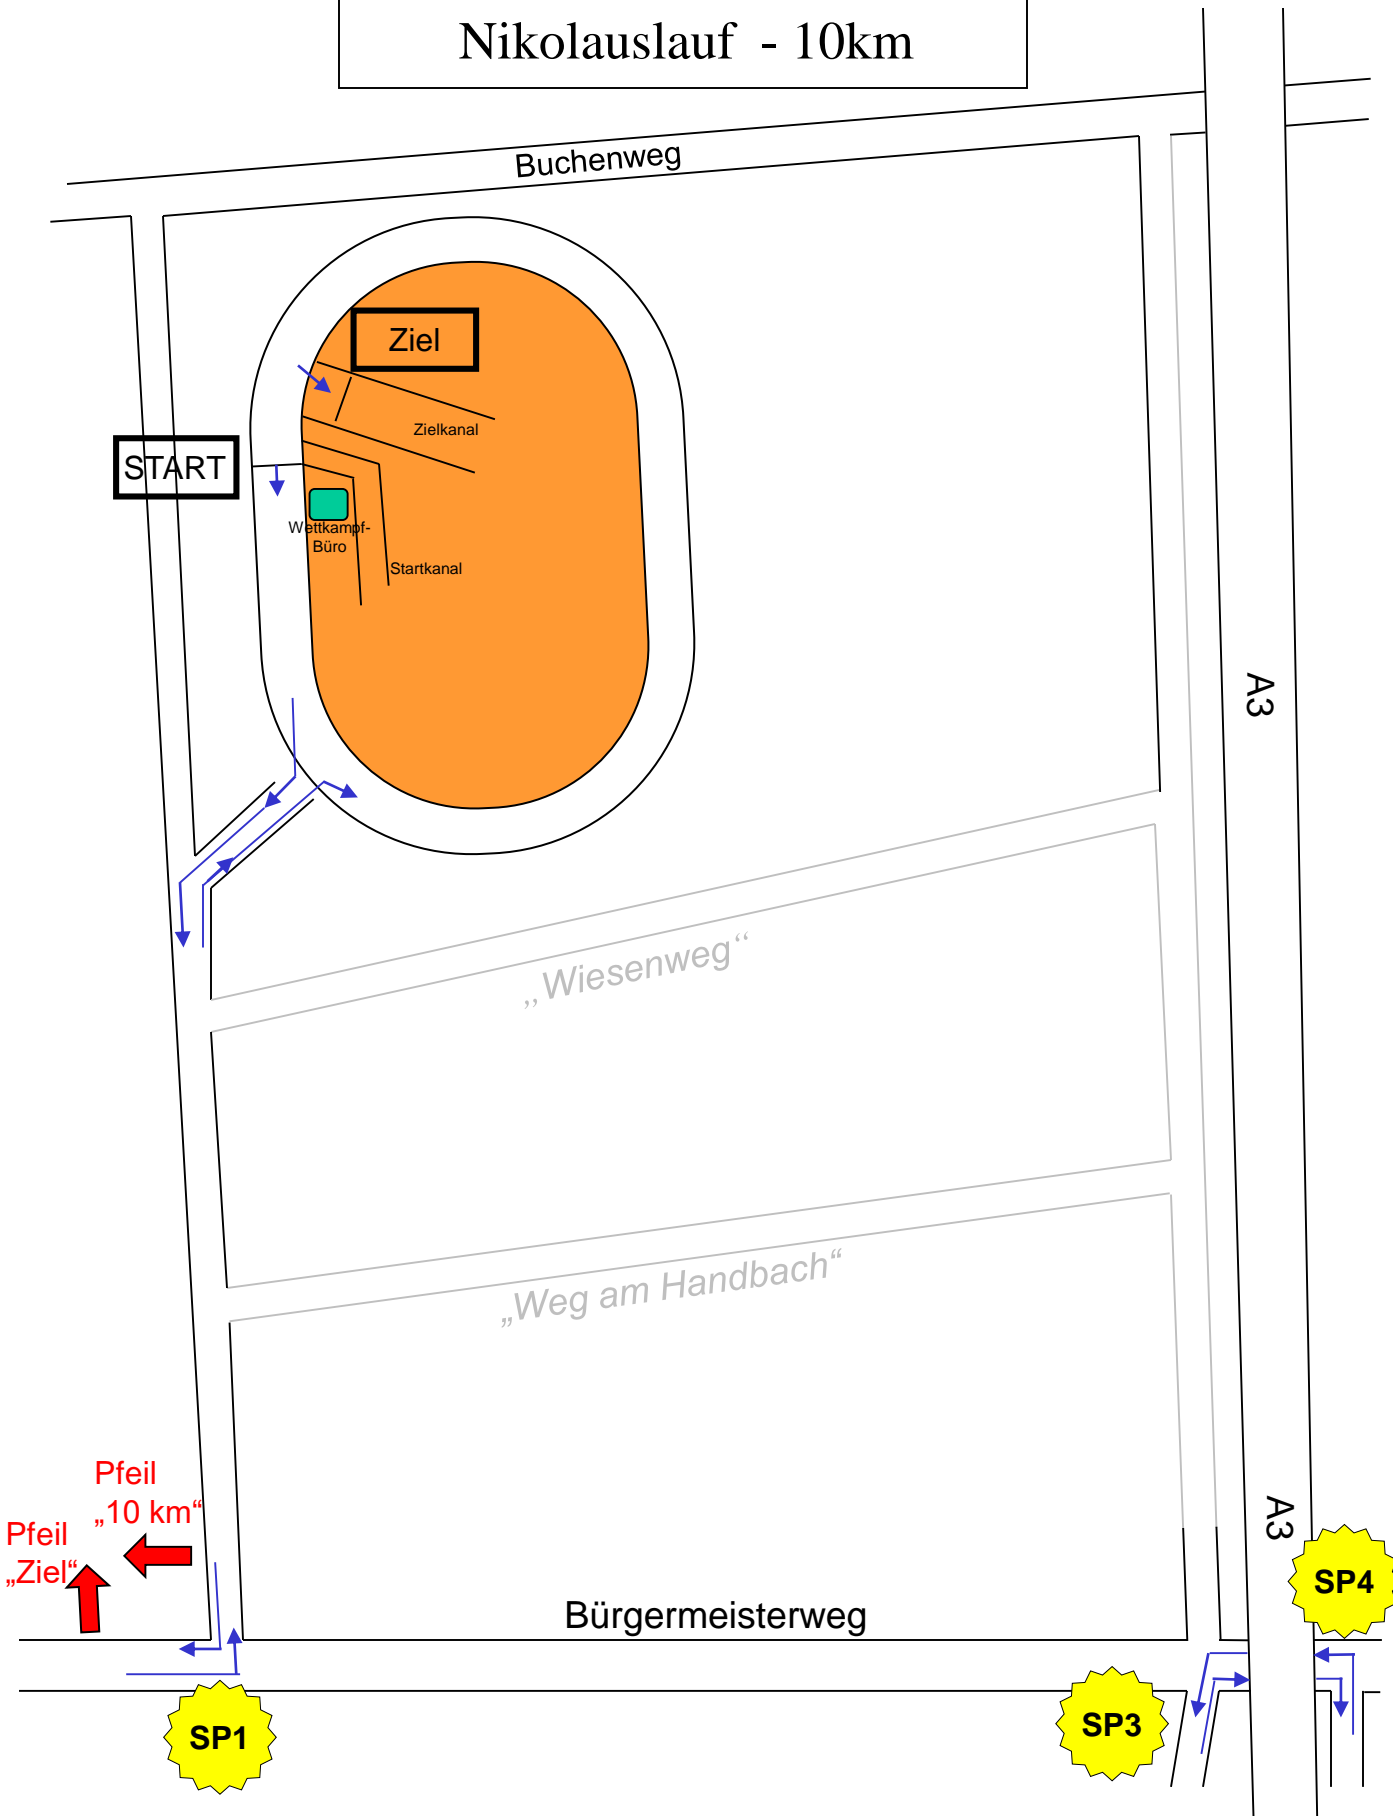 Nikolauslauf - 10km
Buchenweg
Ziel
Zielkanal
START
Wettkampf-
Büro
Startkanal
A3
„Wiesenweg“
„Weg am Handbach“
Pfeil
„10 km“
Pfeil
„Ziel“
A3
SP4
Bürgermeisterweg
SP1
SP3